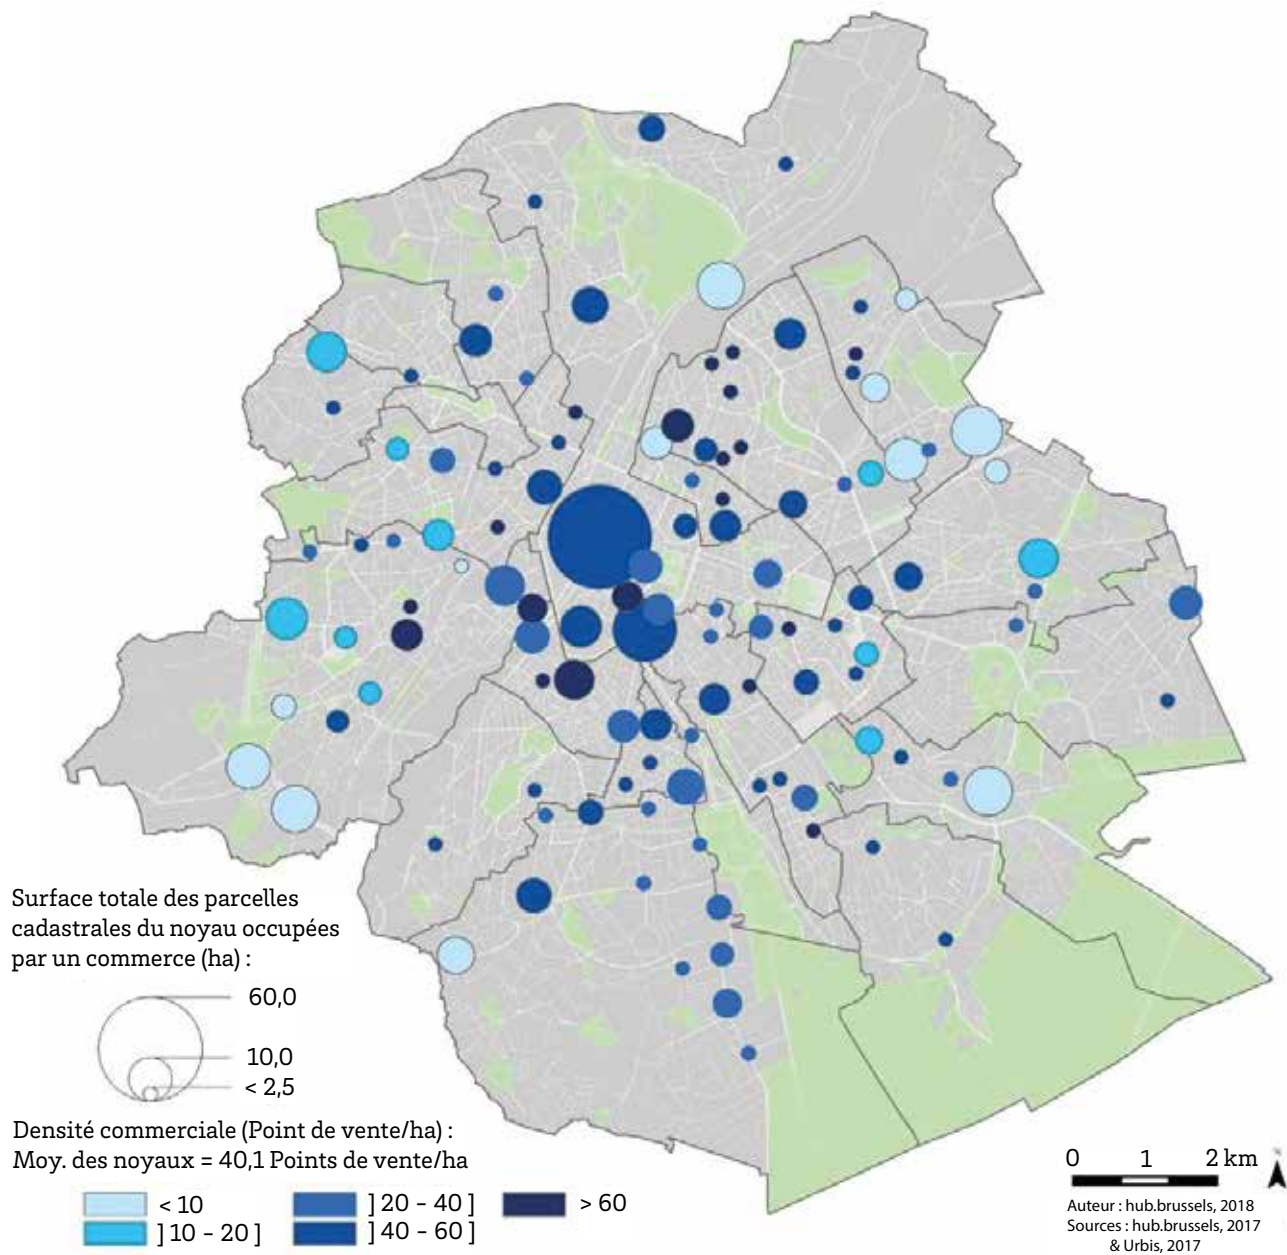 Surface totale des parcelles
cadastrales du noyau occupées
par un commerce (ha) :
60,0
10,0
< 2,5
Densité commerciale (Point de vente/ha) :
Moy. des noyaux = 40,1 Points de vente/ha
< 10
] 10 - 20 ]
] 20 - 40 ]
] 40 - 60 ]
> 60
0 1 2 km
Auteur : hub.brussels, 2018
Sources : hub.brussels, 2017
& Urbis, 2017